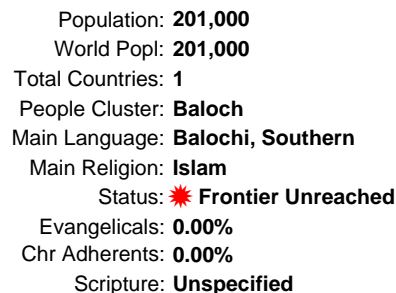 Population: 201,000
World Popl: 201,000
Total Countries: 1
People Cluster: Baloch
Main Language: Balochi, Southern
Main Religion: Islam
Status: Frontier Unreached
Evangelicals: 0.00%
Chr Adherents: 0.00%
Scripture: Unspecified